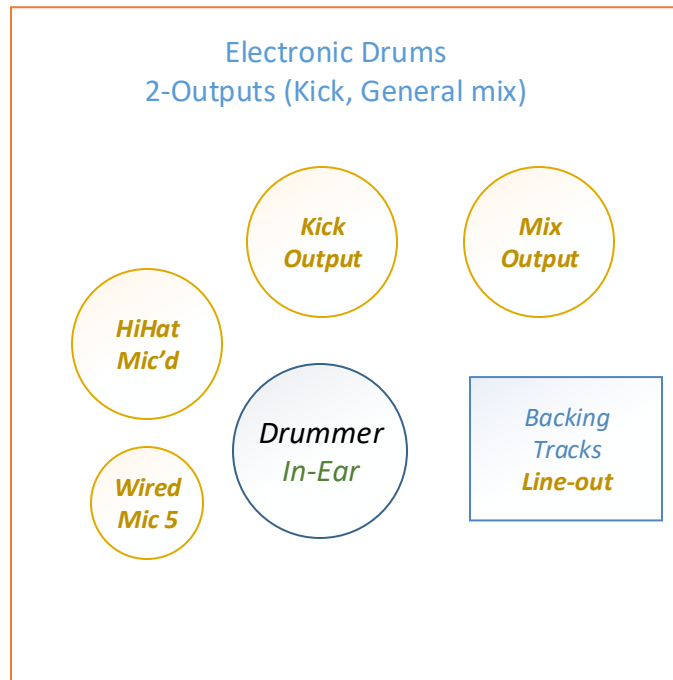 Electronic Drums
2-Outputs (Kick, General mix)
Kick
Output
Mix
Output
HiHat
Mic’d
Drummer
In-Ear
Backing
Tracks
Line-out
Wired
Mic 5